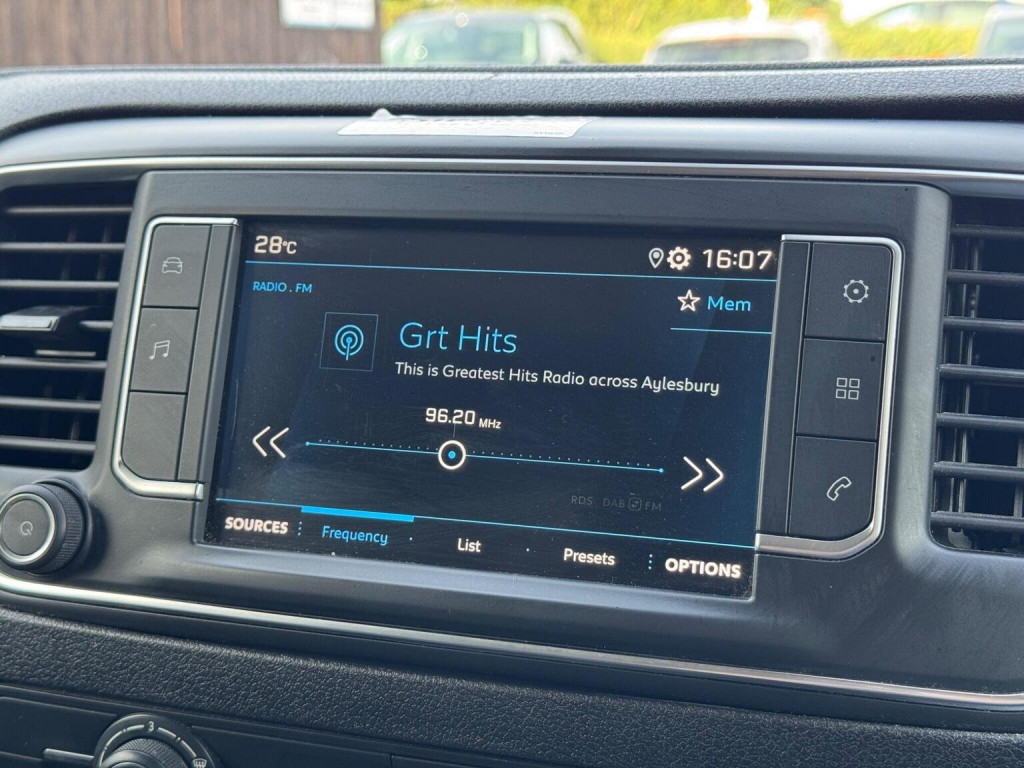 28°C
16:07
RADIO . FM
Mem
Grt Hits
This is Greatest Hits Radio across Aylesbury
96.20 MHz
RDS DAB FM
SOURCES
Frequency
List
Presets
OPTIONS
3